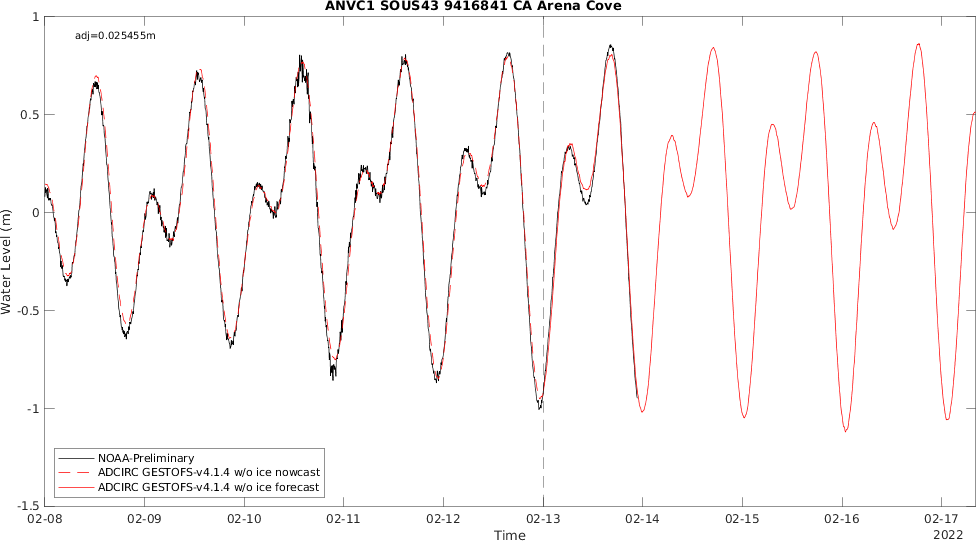 ANVC1 SOUS43 9416841 CA Arena Cove
adj=0.025455m
1
0.5
0
-0.5
-1
-1.5
Water Level (m)
NOAA-Preliminary
ADCIRC GESTOFS-v4.1.4 w/o ice nowcast
ADCIRC GESTOFS-v4.1.4 w/o ice forecast
02-08 02-09 02-10 02-11 02-12 02-13 02-14 02-15 02-16 02-17
Time
2022